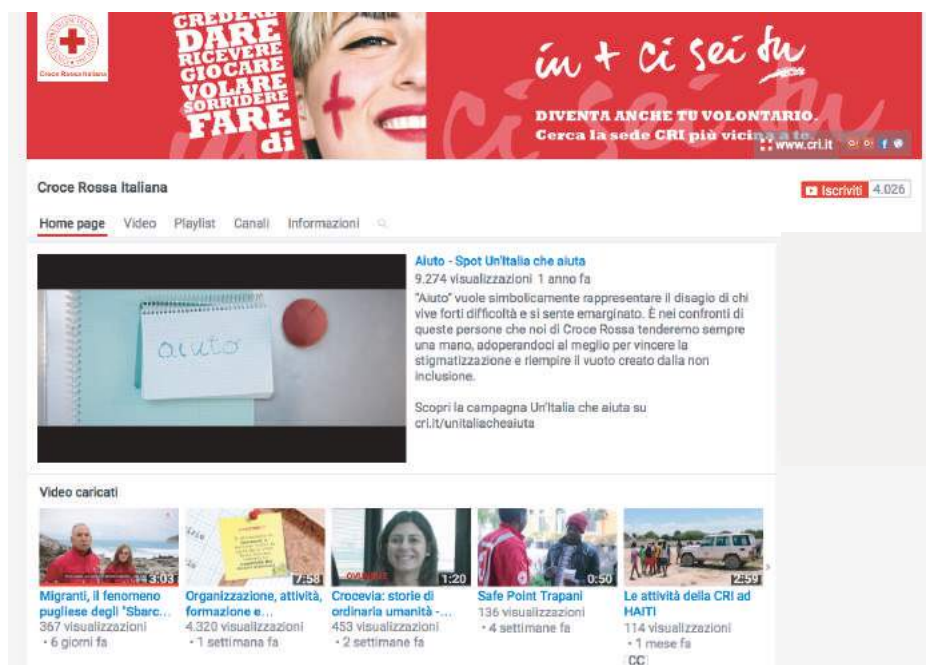 Croce Rossa Italiana
CREDERE
DARE
RICEVERE
GIOCARE
VOLARE
SORRIDERE
FARE
di
in + ci sei tu
in ci sei tu
DIVENTA ANCHE TU VOLONTARIO.
Cerca la sede CRI più vicina a te.
www.cri.it
Croce Rossa Italiana
Iscriviti 4.026
Home page Video Playlist Canali Informazioni
aiuto
Aiuto - Spot Un'Italia che aiuta
9.274 visualizzazioni 1 anno fa
"Aiuto" vuole simbolicamente rappresentare il disagio di chi
vive forti difficoltà e si sente emarginato. È nei confronti di
queste persone che noi di Croce Rossa tenderemo sempre
una mano, adoperandoci al meglio per vincere la
stigmatizzazione e riempire il vuoto creato dalla non
inclusione.
Scopri la campagna Un'Italia che aiuta su
cri.it/unitaliacheaiuta
Video caricati
3:03
Migranti, il fenomeno
pugliese degli "Sbarc...
367 visualizzazioni
• 6 giorni fa
7:58
Organizzazione, attività,
formazione e...
4.320 visualizzazioni
• 1 settimana fa
1:20
Crocevia: storie di
ordinaria umanità -...
453 visualizzazioni
• 2 settimane fa
0:50
Safe Point Trapani
136 visualizzazioni
• 4 settimane fa
2:59
Le attività della CRI ad
HAITI
114 visualizzazioni
• 1 mese fa
CC